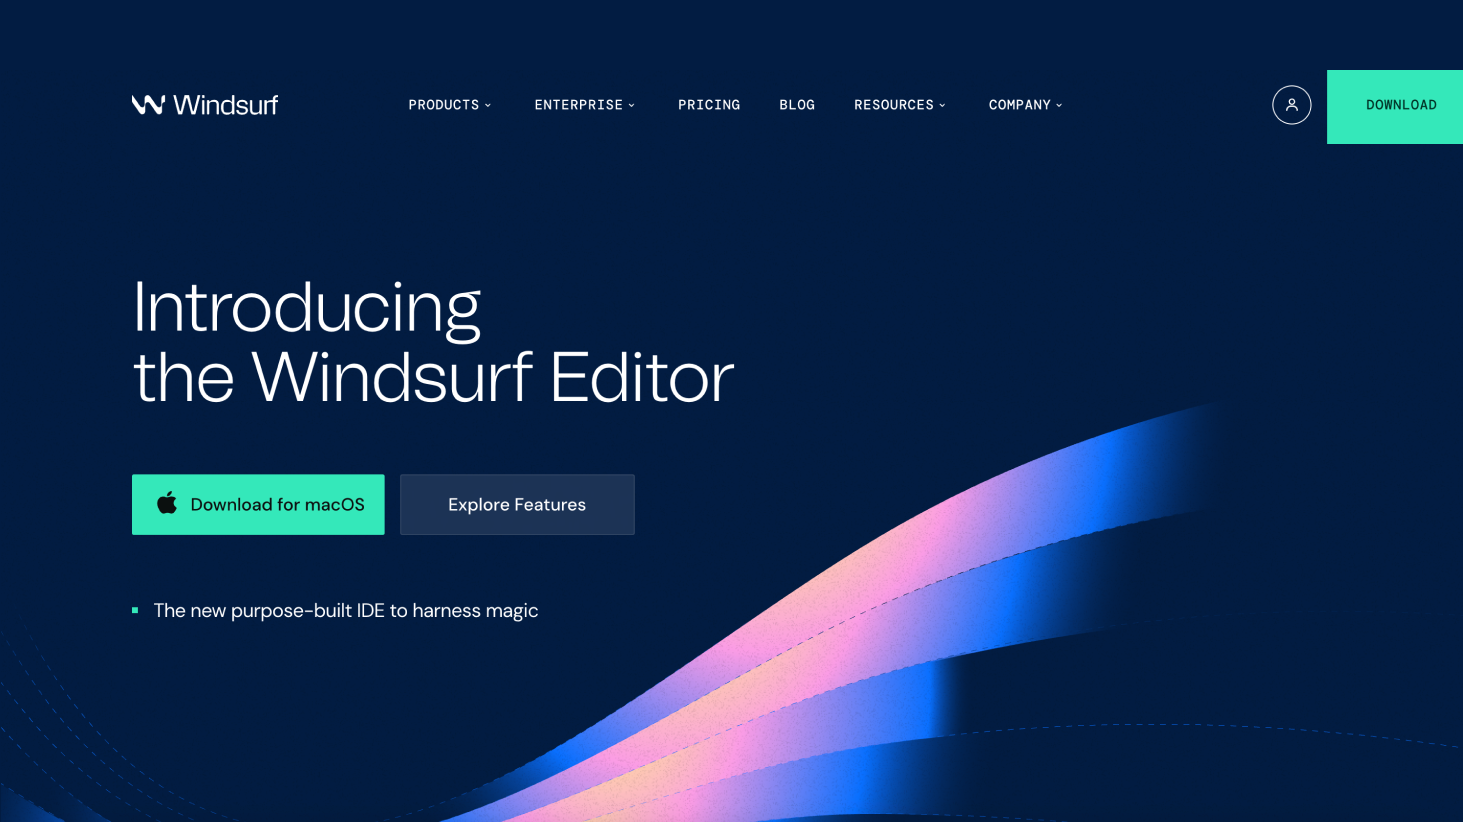 Windsurf
PRODUCTS
ENTERPRISE
PRICING
BLOG
RESOURCES
COMPANY
DOWNLOAD
Introducing
the Windsurf Editor
Download for macOS
Explore Features
The new purpose-built IDE to harness magic